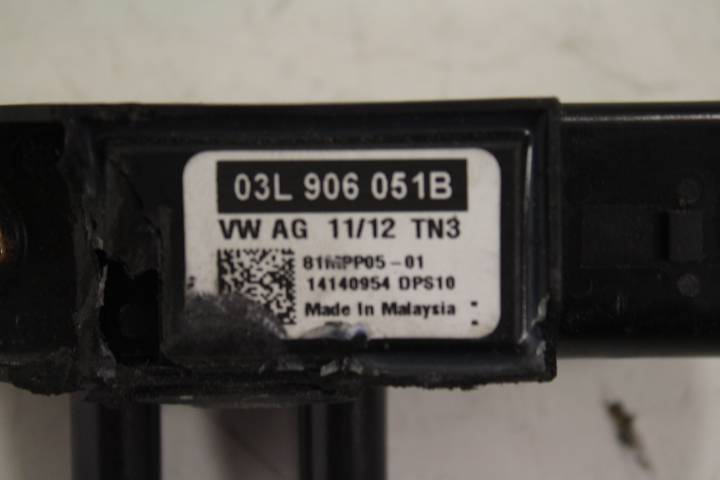 03L 906 051B
VW AG 11/12 TN3
81MPP05-01
14140954 DPS10
Made In Malaysia